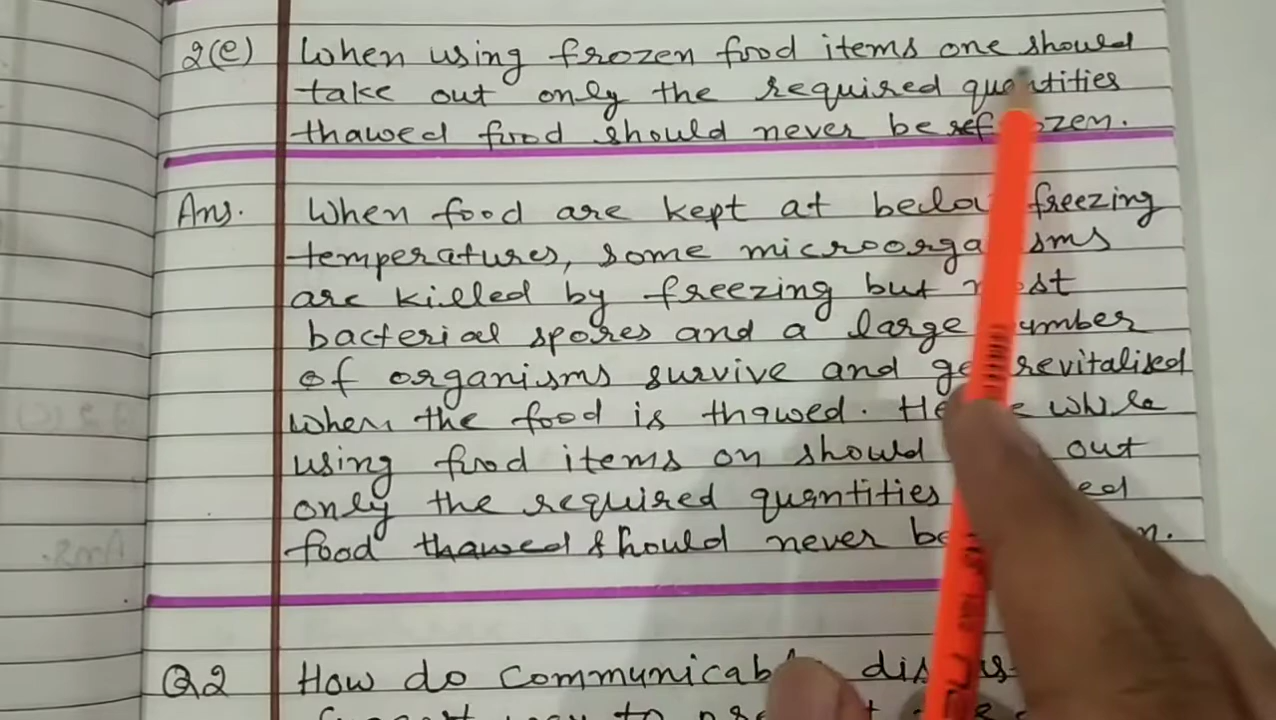 2(e) When using frozen food items one should
take out only the required quantities
thawed food should never be
Ans. When food are kept at below freezing
temperatures, some microorganisms
are killed by freezing but most
bacterial spores and a large number
of organisms survive and get revitalised
when the food is thawed. while
using food items on should out
only the required quantities
food thawed should never be
Q2 How do